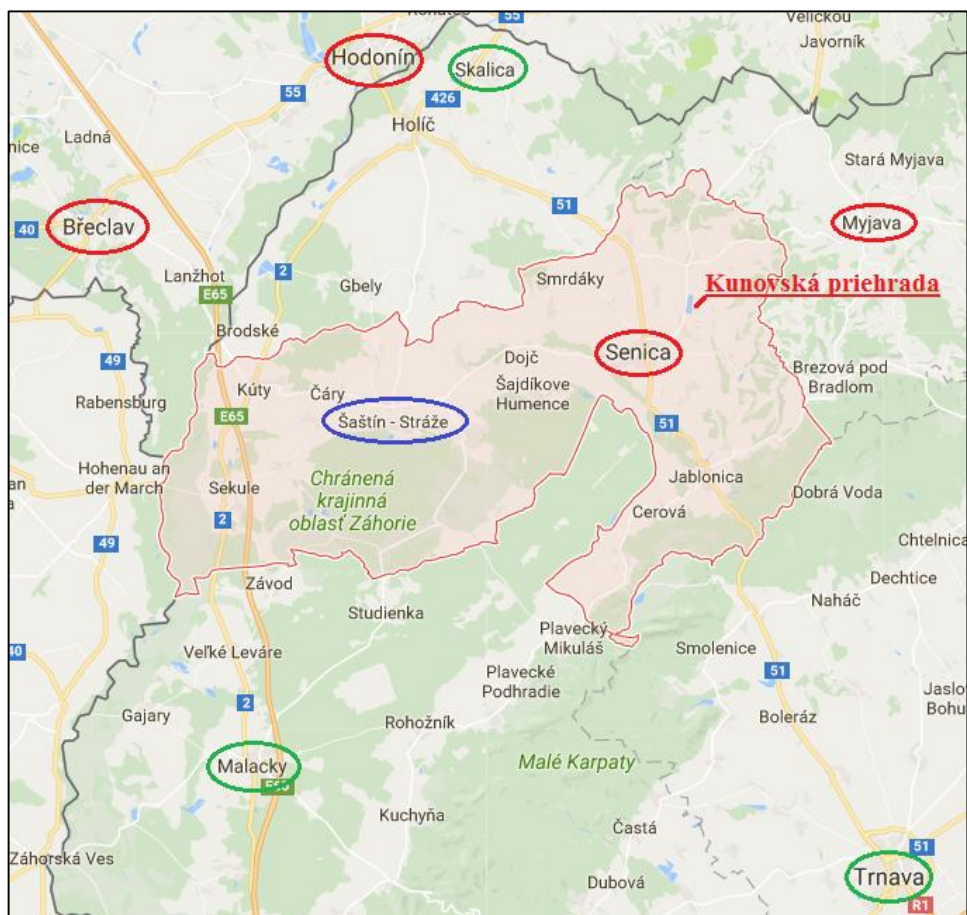 55
Velickou
Javorník
Hodonín
Skalica
55
426
Holíč
Ladná
Stará Myjava
51
Myjava
40
Břeclav
Lanžhot
2
Gbely
Smrdáky
Kunovská priehrada
E65
Brodské
Senica
49
Dojč
Brezová pod
Bradlom
Kúty
Čáry
Šajdíkove
Humence
Rabensburg
E65
Šaštín - Stráže
51
Hohenau an
der March
Sekule
Chránená
krajinná
oblasť Záhorie
Jablonica
Dobrá Voda
2
Cerová
49
Chtelnica
Závod
Dechtice
Studienka
Naháč
Plavecký
Mikuláš
Smolenice
40
Veľké Leváre
Plavecké
Podhradie
51
2
Gajary
Rohožník
Boleráz
Malacky
Malé Karpaty
E65
Kuchyňa
Častá
Záhorská Ves
51
Dubová
Trnava
R1